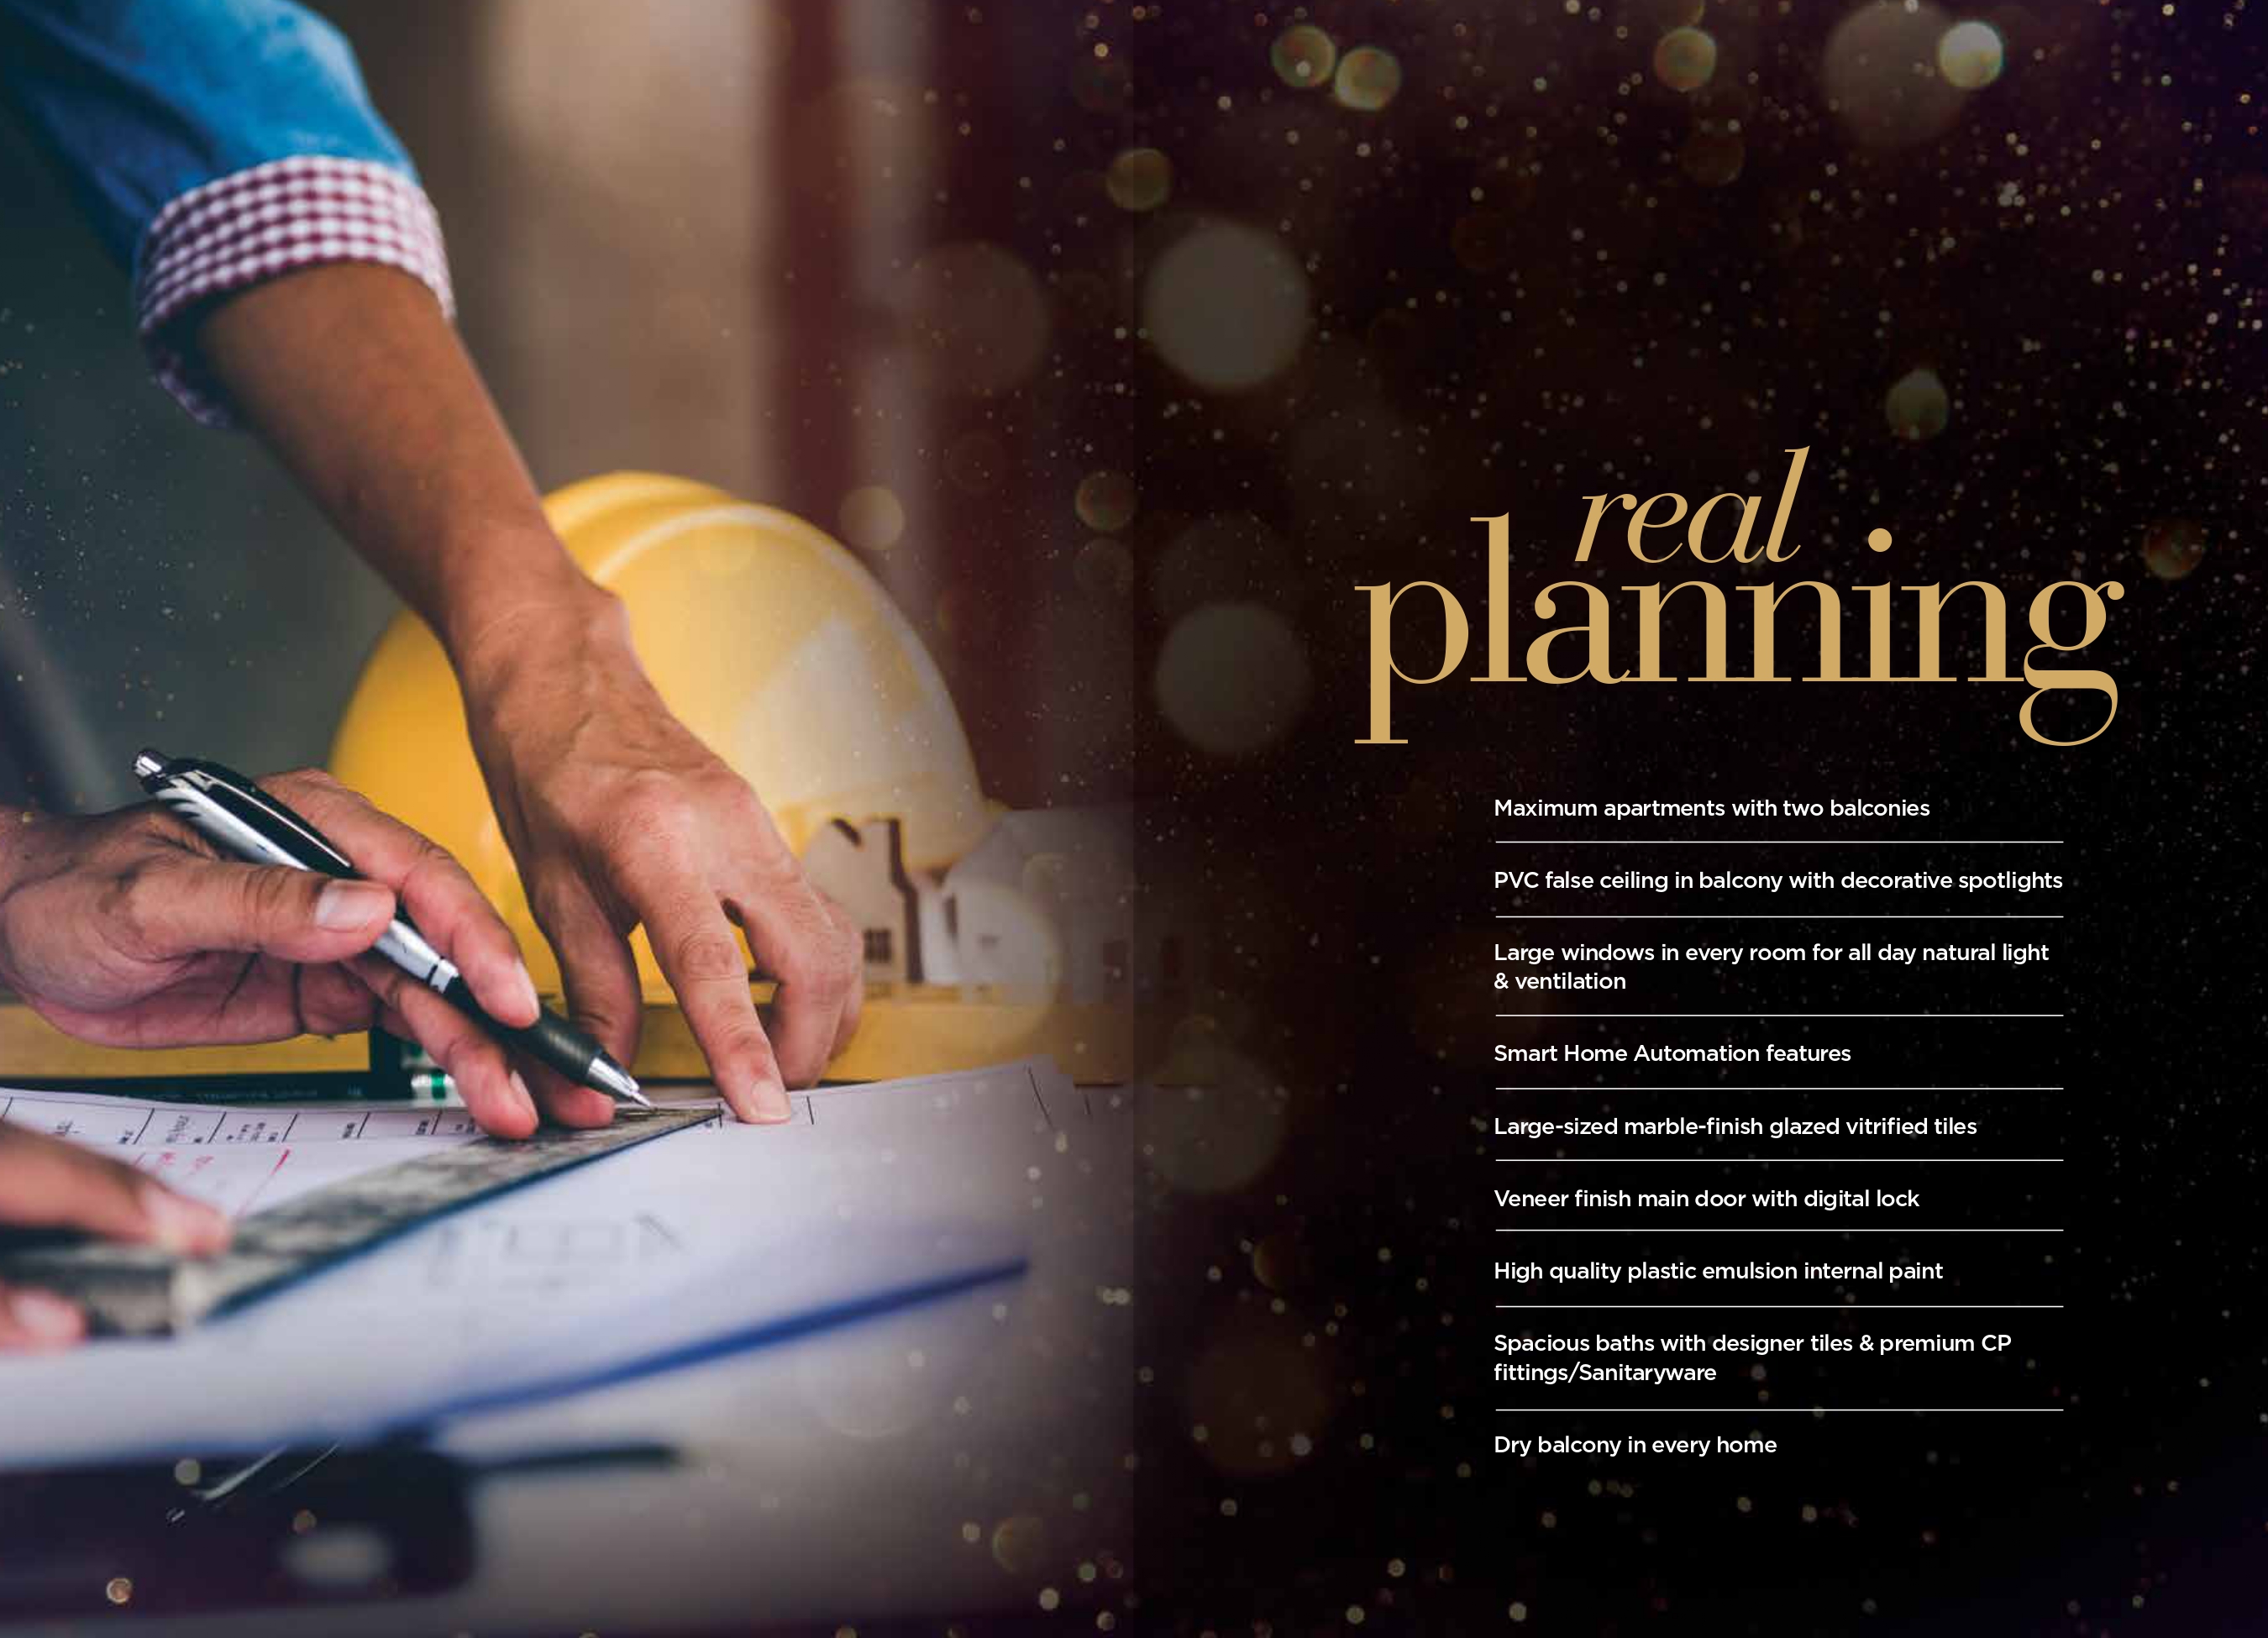 real
planning
Maximum apartments with two balconies
PVC false ceiling in balcony with decorative spotlights
Large windows in every room for all day natural light
& ventilation
Smart Home Automation features
Large-sized marble-finish glazed vitrified tiles
Veneer finish main door with digital lock
High quality plastic emulsion internal paint
Spacious baths with designer tiles & premium CP
fittings/Sanitaryware
Dry balcony in every home